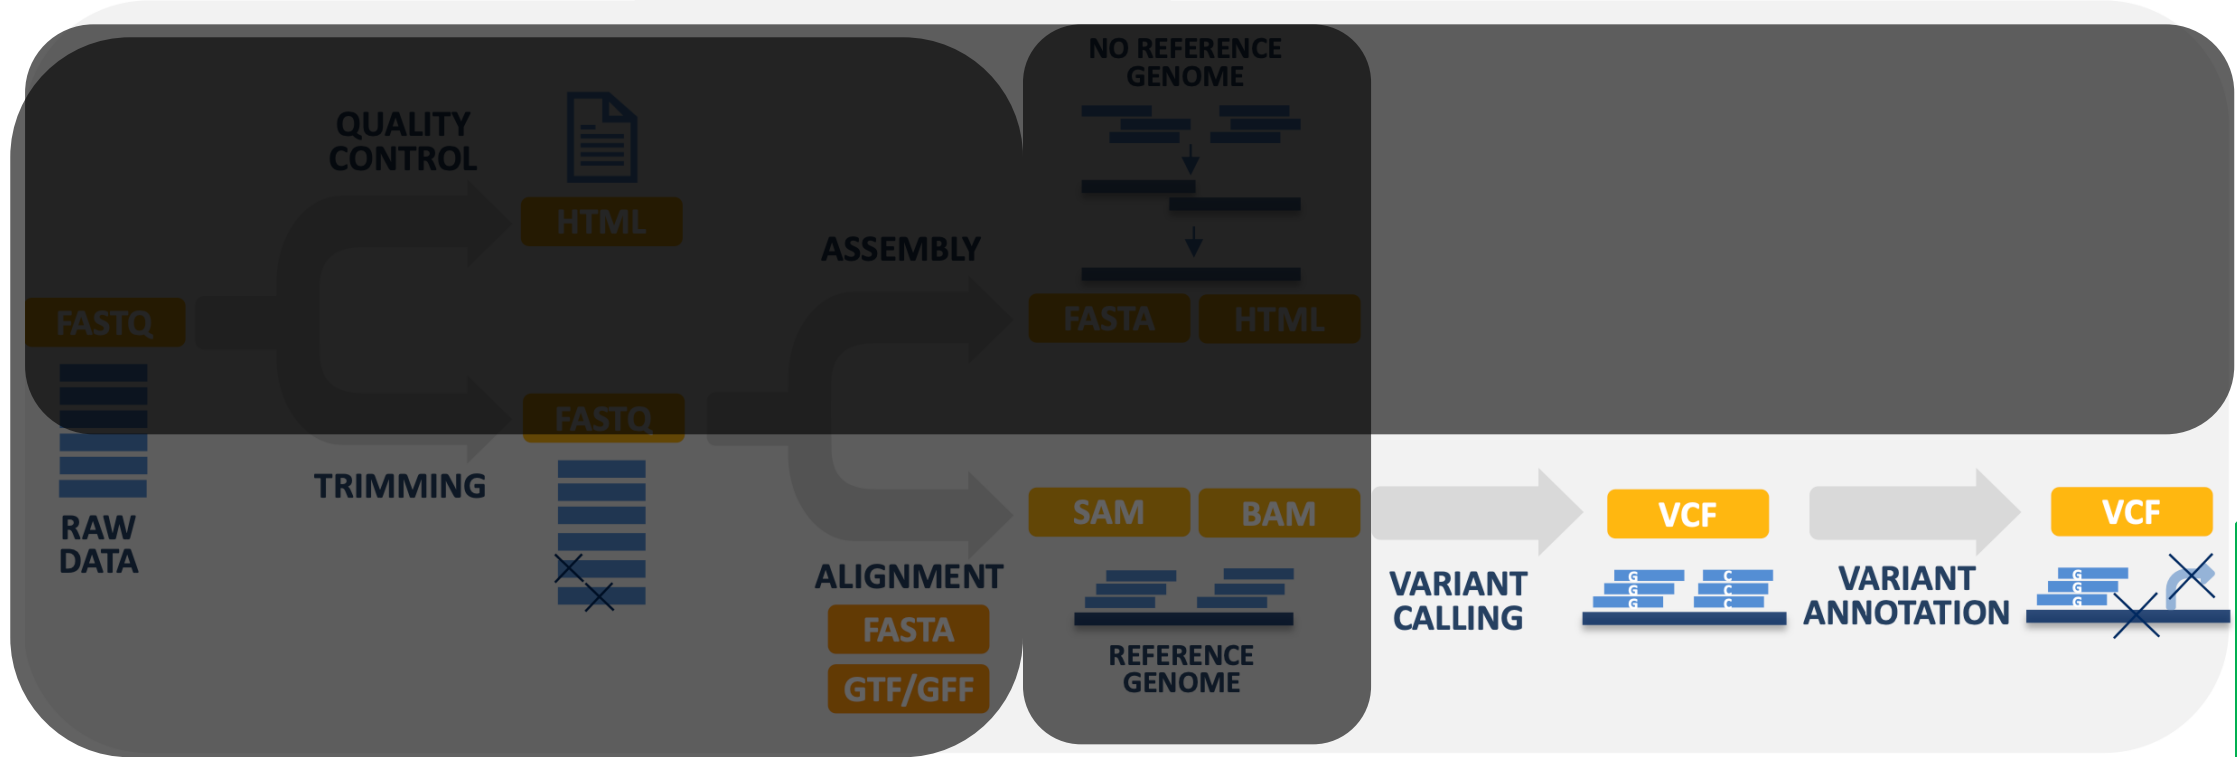 NO REFERENCE
GENOME
QUALITY
CONTROL
HTML
ASSEMBLY
FASTQ
FASTA
HTML
FASTQ
TRIMMING
RAW
DATA
SAM
BAM
ALIGNMENT
FASTA
GTF/GFF
REFERENCE
GENOME
VARIANT
CALLING
VCF
G
G
G
C
C
C
VARIANT
ANNOTATION
VCF
G
G
G